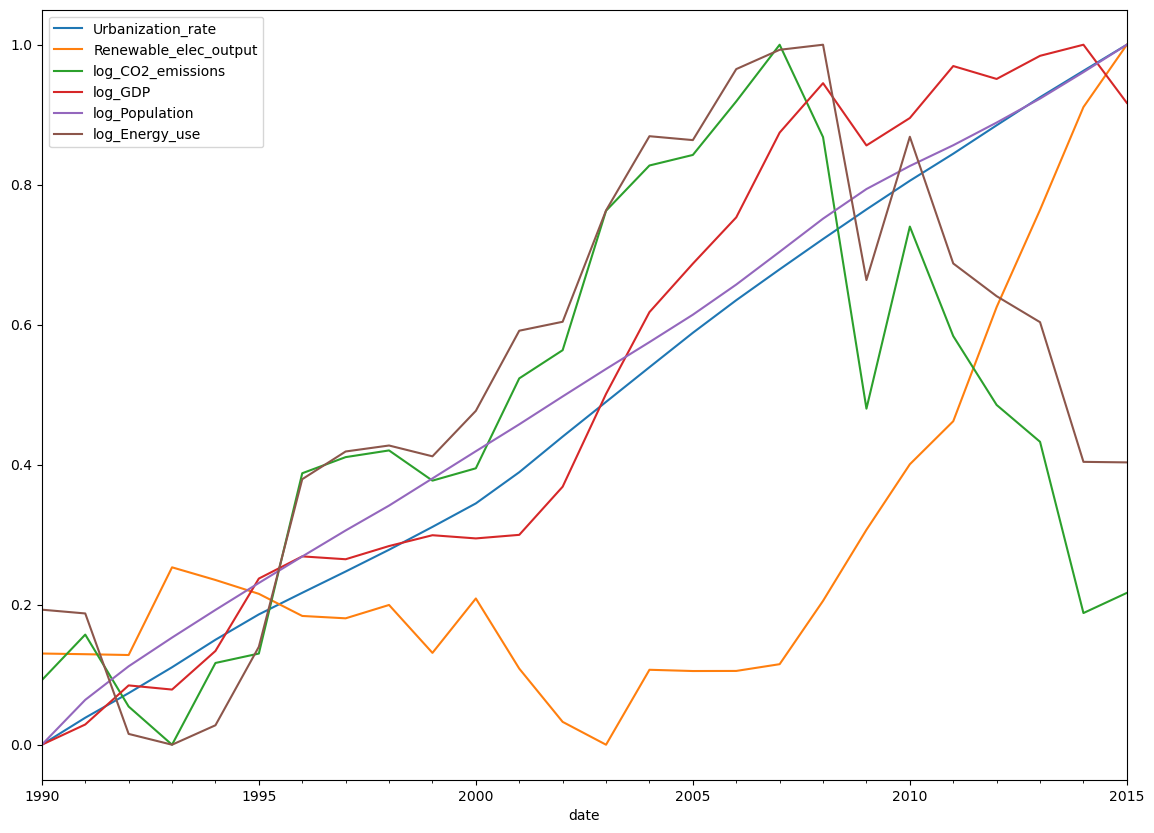 Urbanization_rate
Renewable_elec_output
log_CO2_emissions
log_GDP
log_Population
log_Energy_use
1.0
0.8
0.6
0.4
0.2
0.0
1990 1995 2000 2005 2010 2015
date